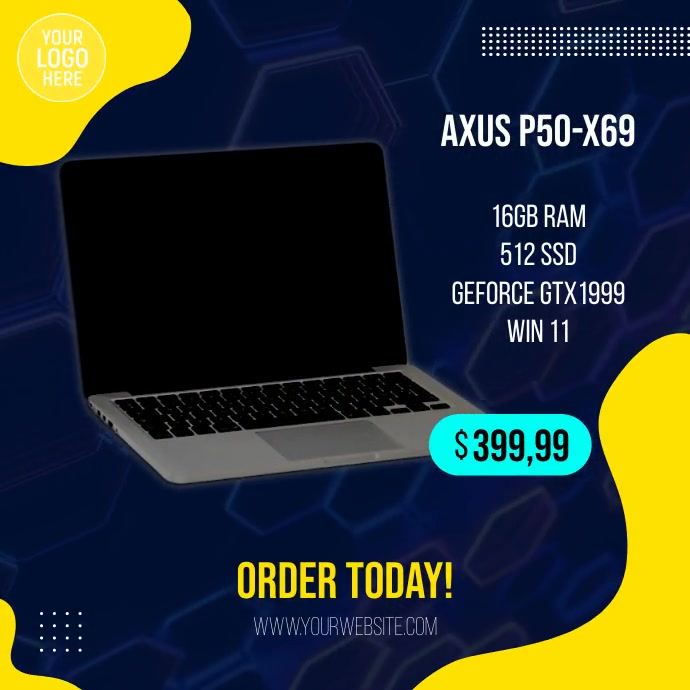 YOUR
LOGO
HERE
AXUS P50-X69
16GB RAM
512 SSD
GEFORCE GTX1999
WIN 11
$399,99
ORDER TODAY!
WWW.YOURWEBSITE.COM